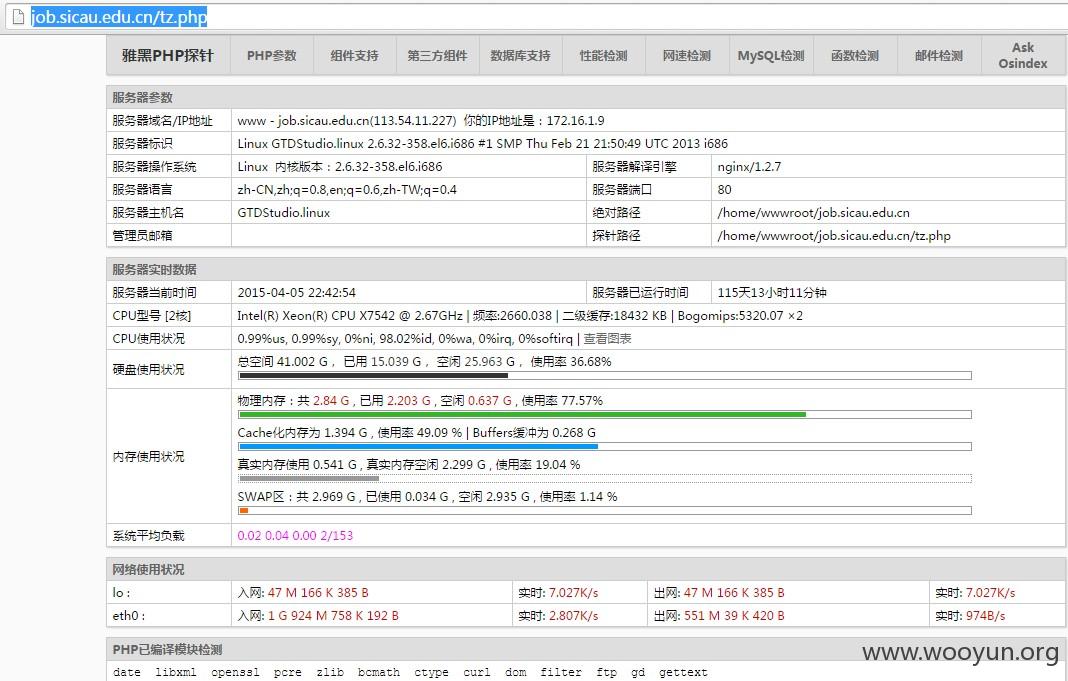 job.sicau.edu.cn/tz.php
雅黑PHP探针 PHP参数 组件支持 第三方组件 数据库支持 性能检测 网速检测 MySQL检测 函数检测 邮件检测 Ask Osindex
服务器参数
服务器域名/IP地址 www - job.sicau.edu.cn(113.54.11.227) 你的IP地址是：172.16.1.9
服务器标识 Linux GTDStudio.linux 2.6.32-358.el6.i686 #1 SMP Thu Feb 21 21:50:49 UTC 2013 i686
服务器操作系统 Linux 内核版本：2.6.32-358.el6.i686 服务器解译引擎 nginx/1.2.7
服务器语言 zh-CN,zh;q=0.8,en;q=0.6,zh-TW;q=0.4 服务器端口 80
服务器主机名 GTDStudio.linux 绝对路径 /home/wwwroot/job.sicau.edu.cn
管理员邮箱 探针路径 /home/wwwroot/job.sicau.edu.cn/tz.php
服务器实时数据
服务器当前时间 2015-04-05 22:42:54 服务器已运行时间 115天13小时11分钟
CPU型号 [2核] Intel(R) Xeon(R) CPU X7542 @ 2.67GHz | 频率:2660.038 | 二级缓存:18432 KB | Bogomips:5320.07 ×2
CPU使用状况 0.99%us, 0.99%sy, 0%ni, 98.02%id, 0%wa, 0%irq, 0%softirq | 查看图表
硬盘使用状况 总空间 41.002 G， 已用 15.039 G， 空闲 25.963 G， 使用率 36.68%
内存使用状况 物理内存：共 2.84 G , 已用 2.203 G , 空闲 0.637 G , 使用率 77.57%
Cache化内存为 1.394 G , 使用率 49.09 % | Buffers缓冲为 0.268 G
真实内存使用 0.541 G , 真实内存空闲 2.299 G , 使用率 19.04 %
SWAP区：共 2.969 G , 已使用 0.034 G , 空闲 2.935 G , 使用率 1.14 %
系统平均负载 0.02 0.04 0.00 2/153
网络使用状况
lo : 入网: 47 M 166 K 385 B 实时: 7.027K/s 出网: 47 M 166 K 385 B 实时: 7.027K/s
eth0 : 入网: 1 G 924 M 758 K 192 B 实时: 2.807K/s 出网: 551 M 39 K 420 B 实时: 974B/s
PHP已编译模块检测
www.wooyun.org
date libxml openssl pcre zlib bcmath ctype curl dom filter ftp gd gettext